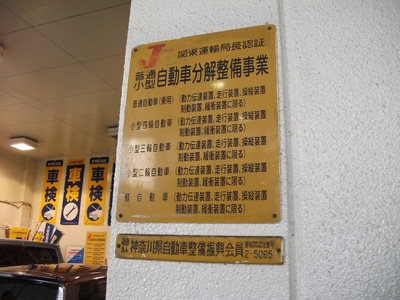 関東運輸局長認証
普通
小型 自動車分解整備事業
普通自動車(乗用) (動力伝達装置、走行装置、操縦装置
制動装置、緩衝装置に限る)
小型四輪自動車 (動力伝達装置、走行装置、操縦装置
制動装置、緩衝装置に限る)
小型三輪自動車 (動力伝達装置、走行装置、操縦装置
制動装置、緩衝装置に限る)
小型二輪自動車 (動力伝達装置、走行装置、操縦装置
制動装置、緩衝装置に限る)
軽自動車 (動力伝達装置、走行装置、操縦装置
制動装置、緩衝装置に限る)
神奈川県自動車整備振興会員
2-5065
車検
車検
車検